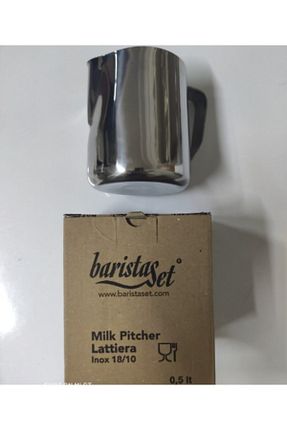 baristaset
www.baristaset.com
Milk Pitcher
Lattiera
Inox 18/10
0,5 lt